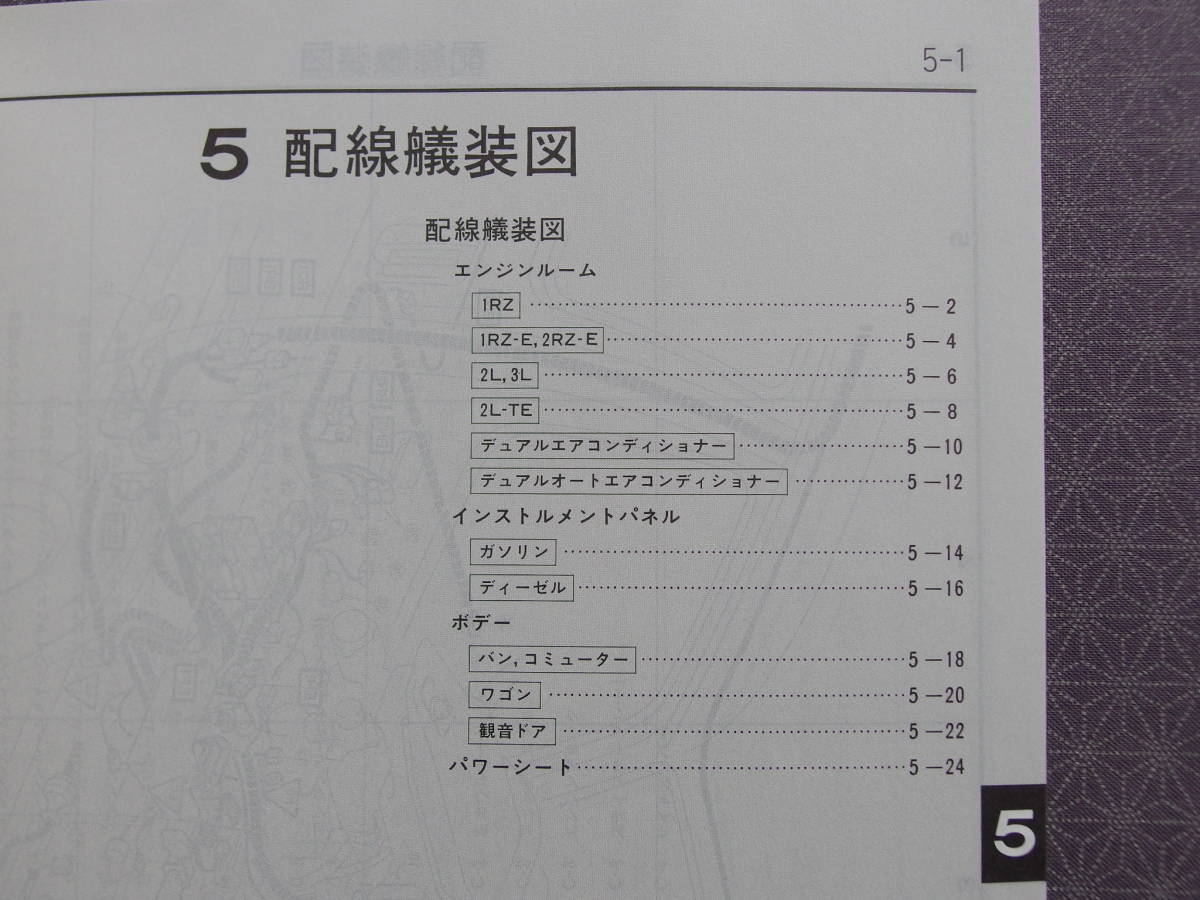 5-1
5 配線艤装図
配線艤装図
エンジンルーム
1RZ ………………………………………… 5 — 2
1RZ-E, 2RZ-E ………………………………… 5 — 4
2L, 3L ………………………………………… 5 — 6
2L-TE ………………………………………… 5 — 8
デュアルエアコンディショナー ………………… 5 —10
デュアルオートエアコンディショナー …………… 5 —12
インストルメントパネル
ガソリン ……………………………………… 5 —14
ディーゼル …………………………………… 5 —16
ボデー
バン, コミューター ……………………………… 5 —18
ワゴン ………………………………………… 5 —20
観音ドア ……………………………………… 5 —22
パワーシート …………………………………… 5 —24
5